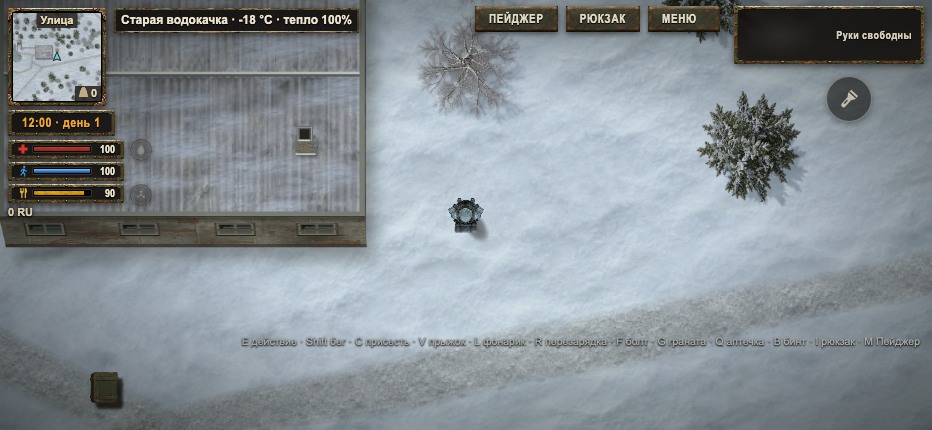 Улица
Старая водокачка · -18 °C · тепло 100%
ПЕЙДЖЕР
РЮКЗАК
МЕНЮ
Руки свободны
0
12:00 · день 1
100
100
90
0 RU
E действие · Shift бег · C присесть · V прыжок · L фонарик · R перезарядка · F болт · G граната · Q аптечка · B бинт · I рюкзак · M Пейджер